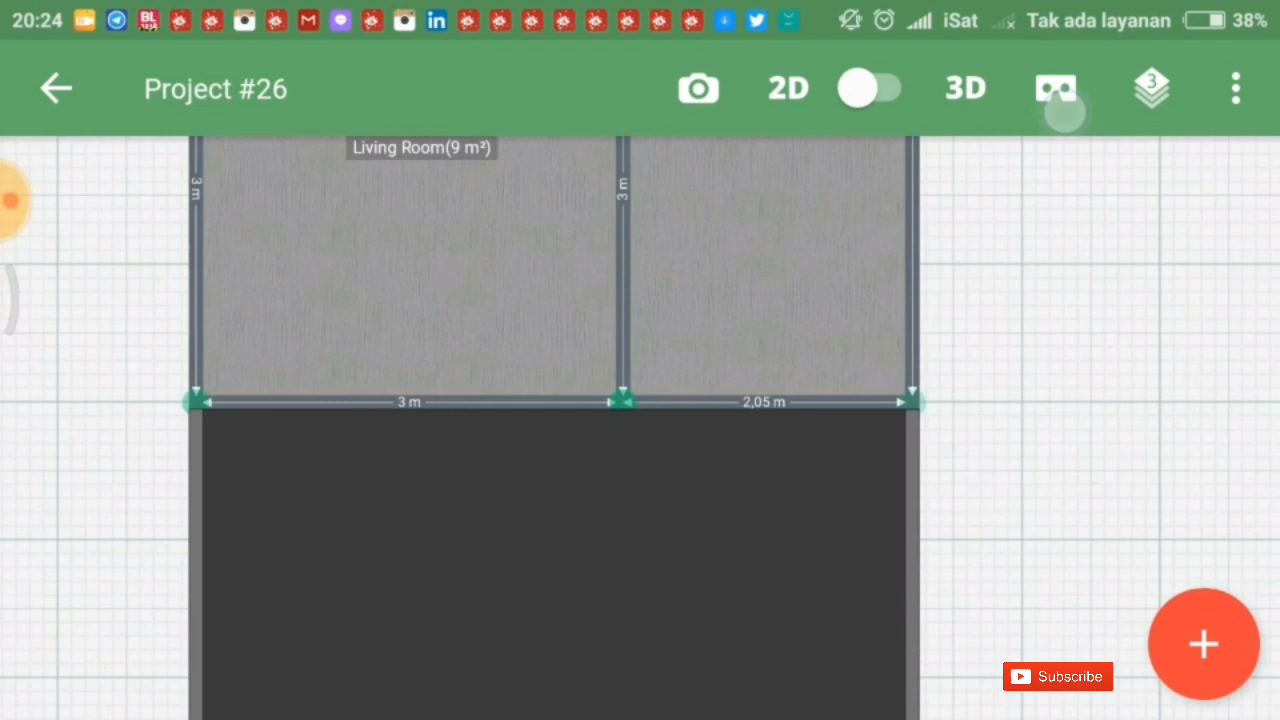 20:24 iSat Tak ada layanan 38%
Project #26 2D 3D 3
Living Room(9 m²)
3 m
3 m
3 m
2,05 m
Subscribe